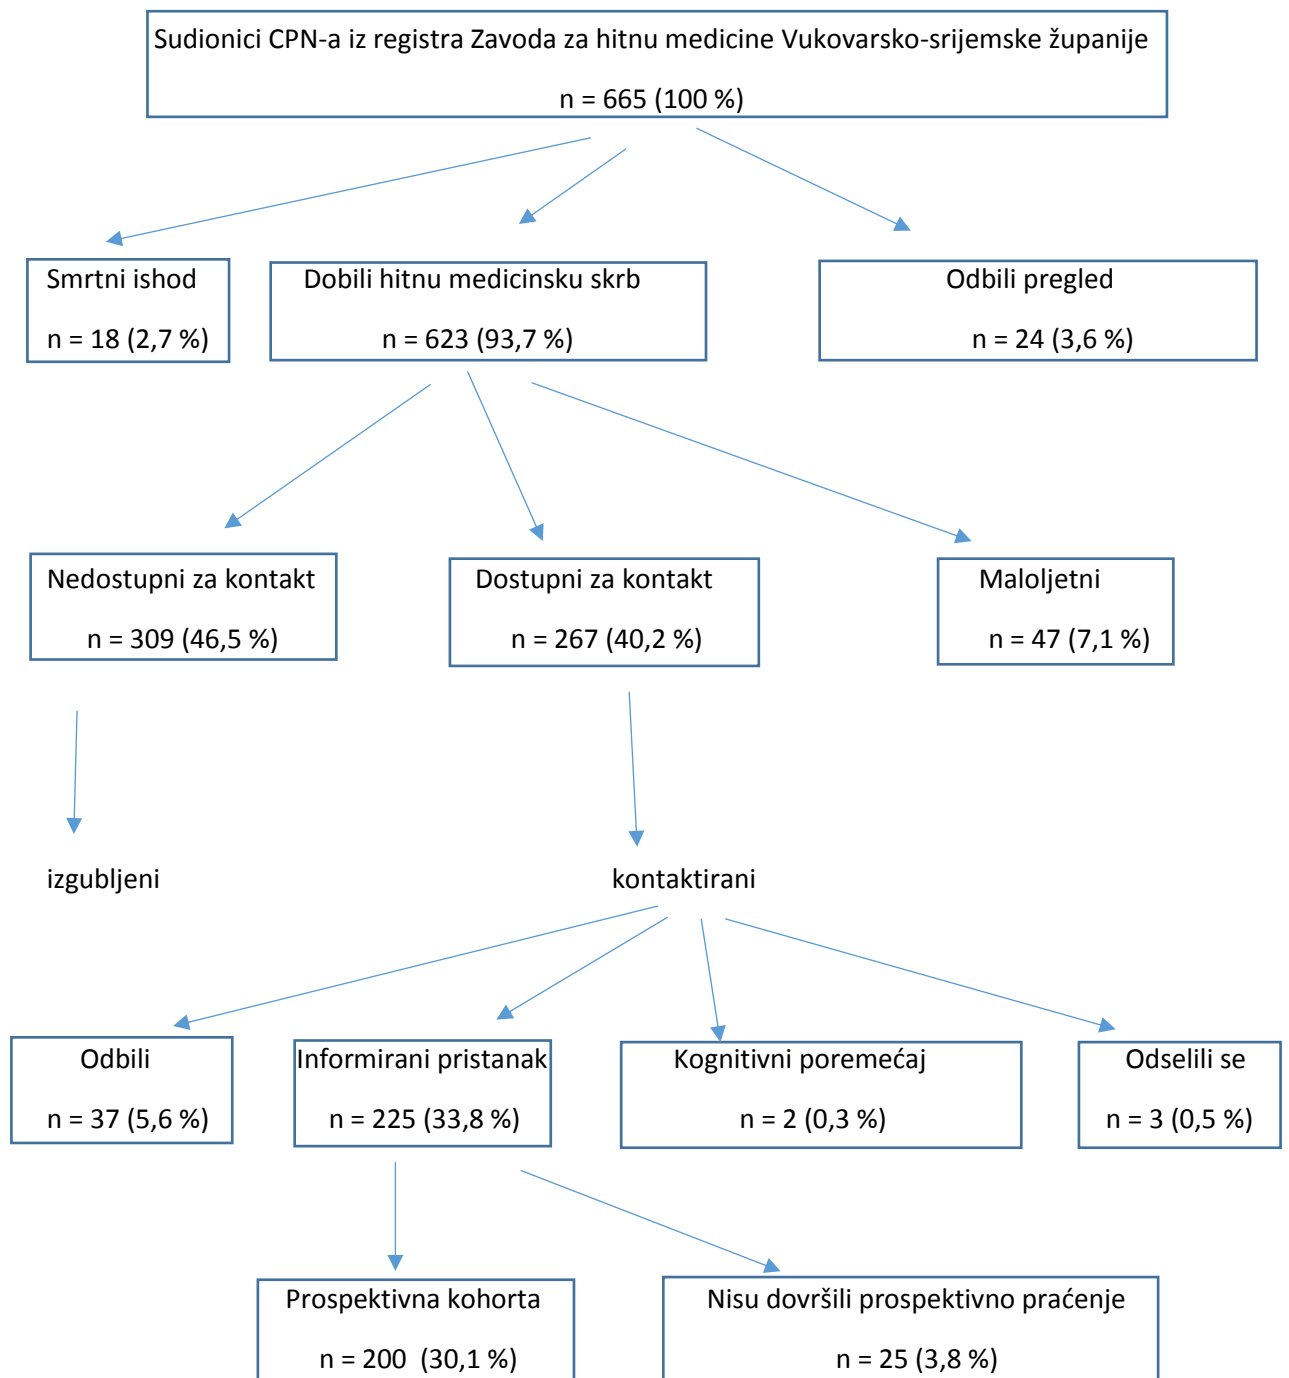 Sudionici CPN-a iz registra Zavoda za hitnu medicine Vukovarsko-srijemske županije
n = 665 (100 %)
Smrtni ishod
n = 18 (2,7 %)
Dobili hitnu medicinsku skrb
n = 623 (93,7 %)
Odbili pregled
n = 24 (3,6 %)
Nedostupni za kontakt
n = 309 (46,5 %)
Dostupni za kontakt
n = 267 (40,2 %)
Maloljetni
n = 47 (7,1 %)
izgubljeni
kontaktirani
Odbili
n = 37 (5,6 %)
Informirani pristanak
n = 225 (33,8 %)
Kognitivni poremećaj
n = 2 (0,3 %)
Odselili se
n = 3 (0,5 %)
Prospektivna kohorta
n = 200 (30,1 %)
Nisu dovršili prospektivno praćenje
n = 25 (3,8 %)